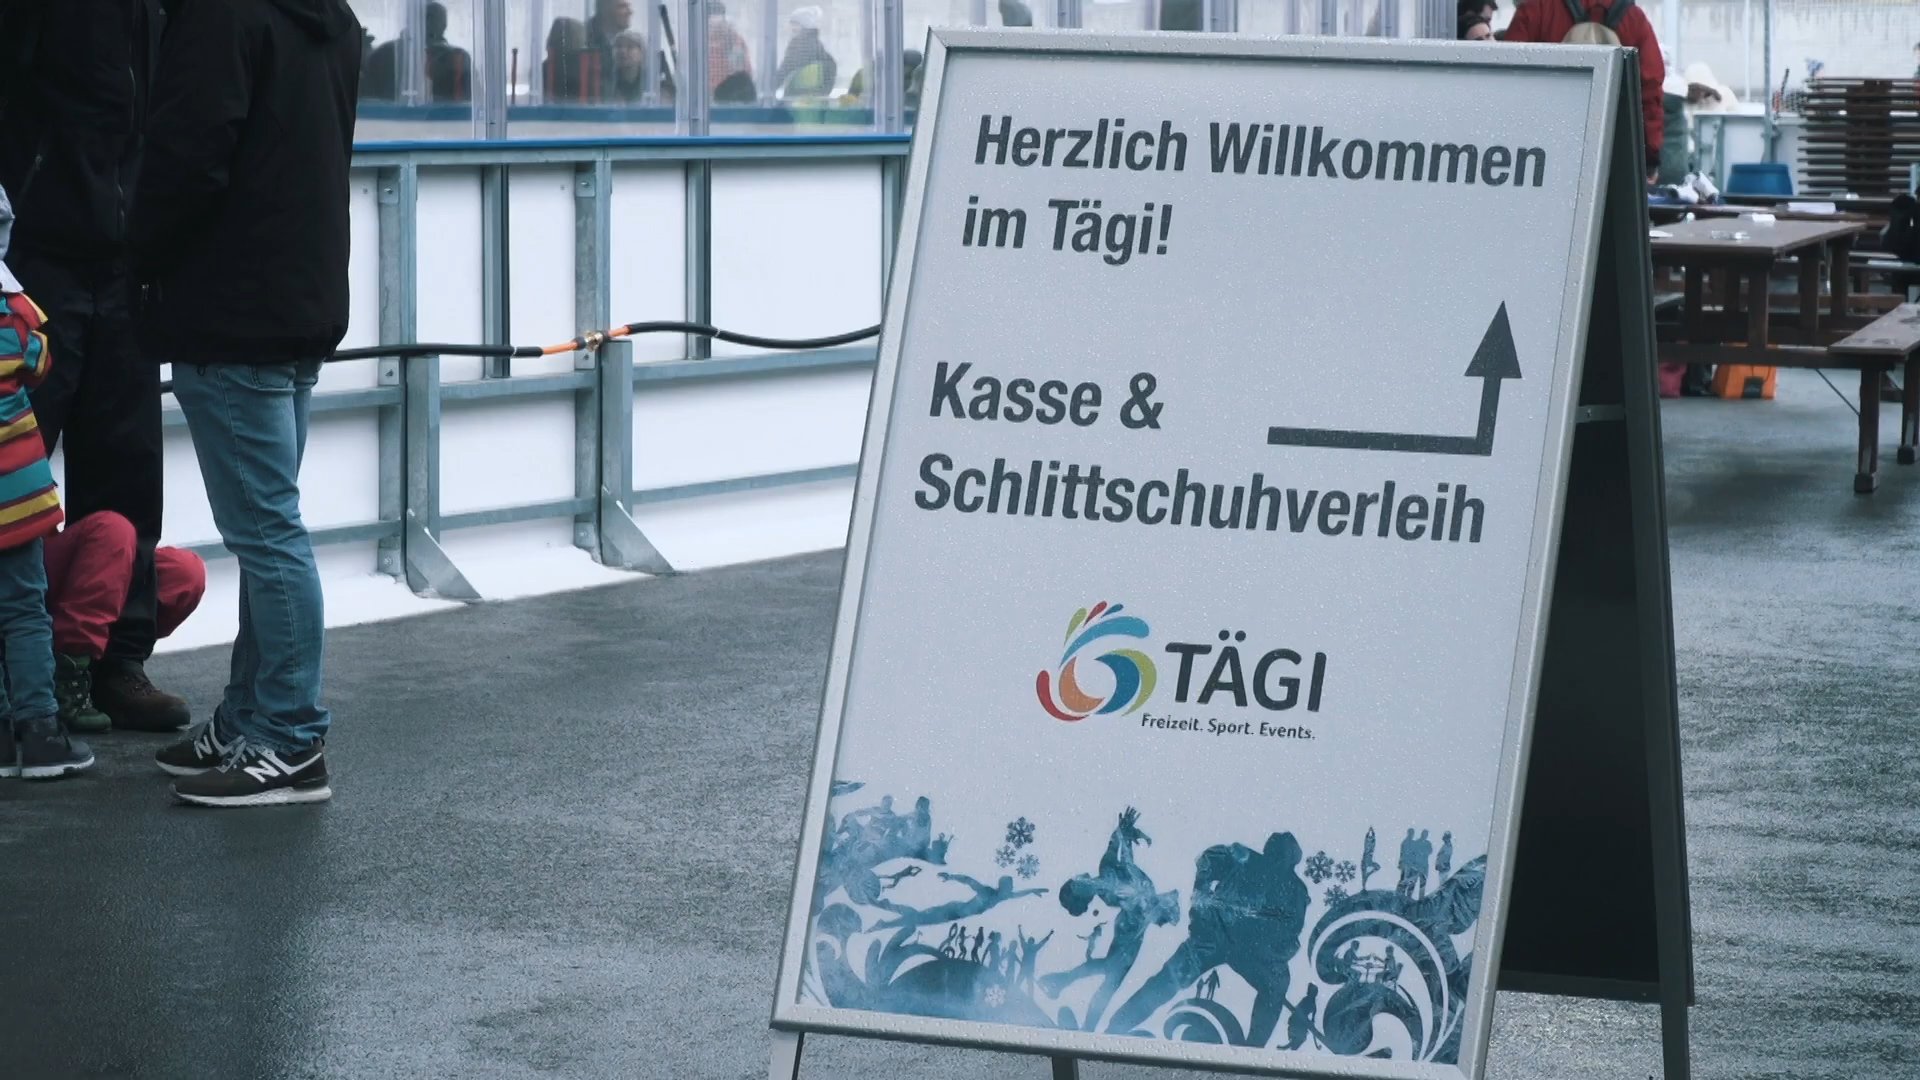 Herzlich Willkommen
im Tägi!
Kasse &
Schlittschuhverleih
TÄGI
Freizeit. Sport. Events.
N
N